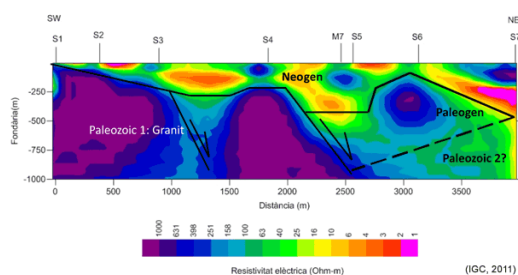 SW
NE
S1
S2
S3
S4
M7
S5
S6
S7
Neogen
Paleogen
Paleozoic 1: Granit
Paleozoic 2?
Fondària(m)
-250
-500
-750
-1000
0
500
1000
1500
2000
2500
3000
3500
Distància (m)
1000
631
398
251
158
100
63
40
25
16
10
6
4
3
2
1
Resistivitat elèctrica (Ohm-m)
(IGC, 2011)